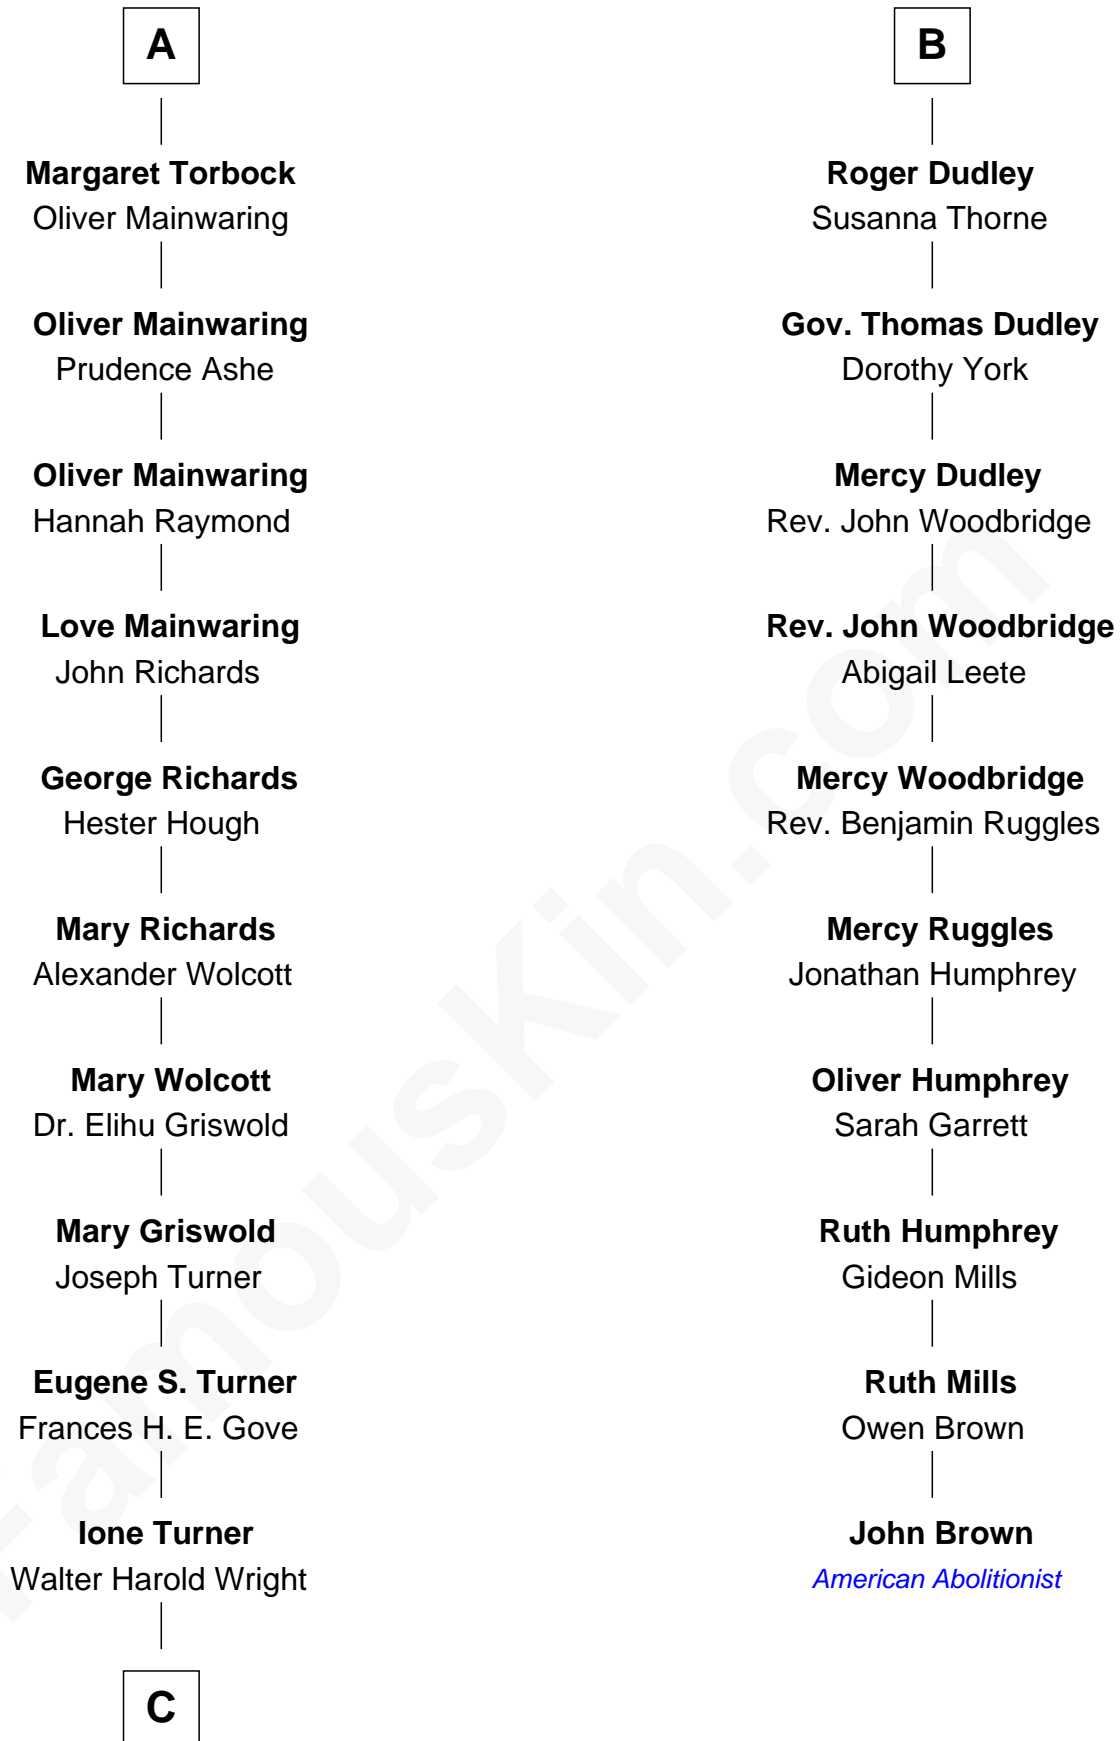 A
Margaret Torbock
Oliver Mainwaring
Oliver Mainwaring
Prudence Ashe
Oliver Mainwaring
Hannah Raymond
Love Mainwaring
John Richards
George Richards
Hester Hough
Mary Richards
Alexander Wolcott
Mary Wolcott
Dr. Elihu Griswold
Mary Griswold
Joseph Turner
Eugene S. Turner
Frances H. E. Gove
Ione Turner
Walter Harold Wright
C
B
Roger Dudley
Susanna Thorne
Gov. Thomas Dudley
Dorothy York
Mercy Dudley
Rev. John Woodbridge
Rev. John Woodbridge
Abigail Leete
Mercy Woodbridge
Rev. Benjamin Ruggles
Mercy Ruggles
Jonathan Humphrey
Oliver Humphrey
Sarah Garrett
Ruth Humphrey
Gideon Mills
Ruth Mills
Owen Brown
John Brown
American Abolitionist
FamousKin.com